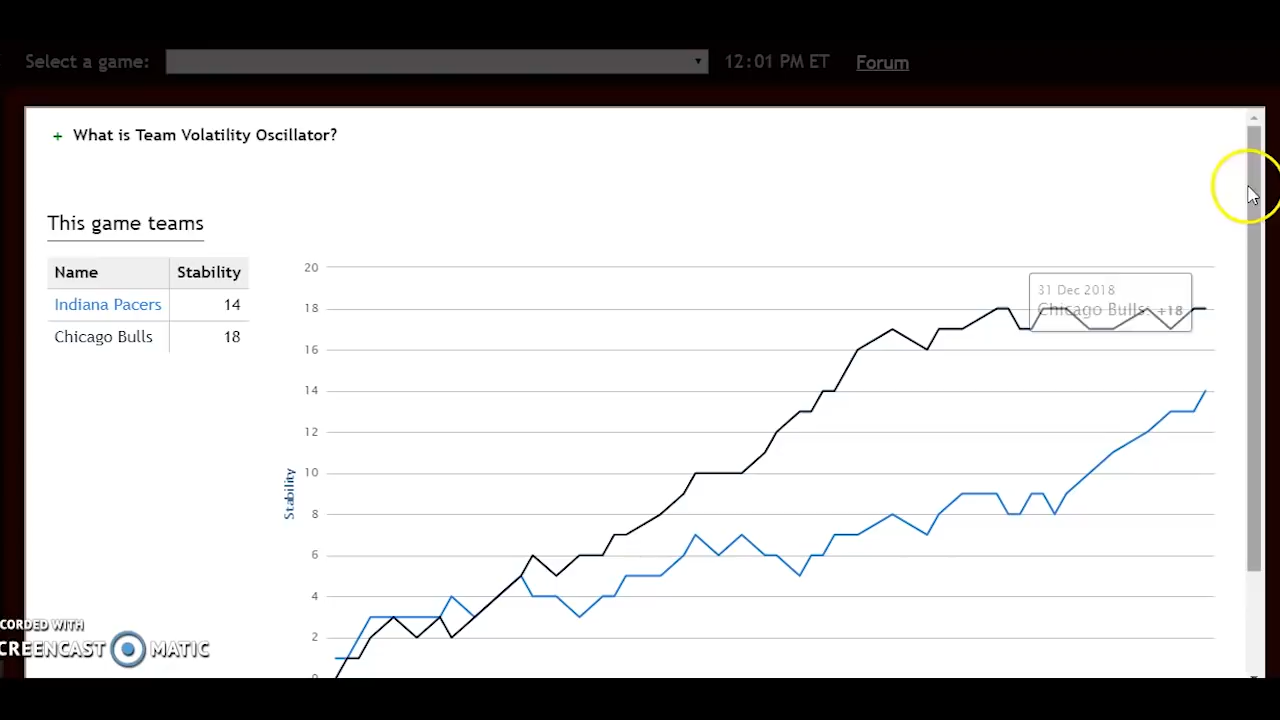 Select a game: 12:01 PM ET Forum
+ What is Team Volatility Oscillator?
This game teams
Name Stability
Indiana Pacers 14
Chicago Bulls 18
20
18
16
14
12
10
8
6
4
2
0
Stability
31 Dec 2018
Chicago Bulls: +18
CORDED WITH
CREENCAST MATIC